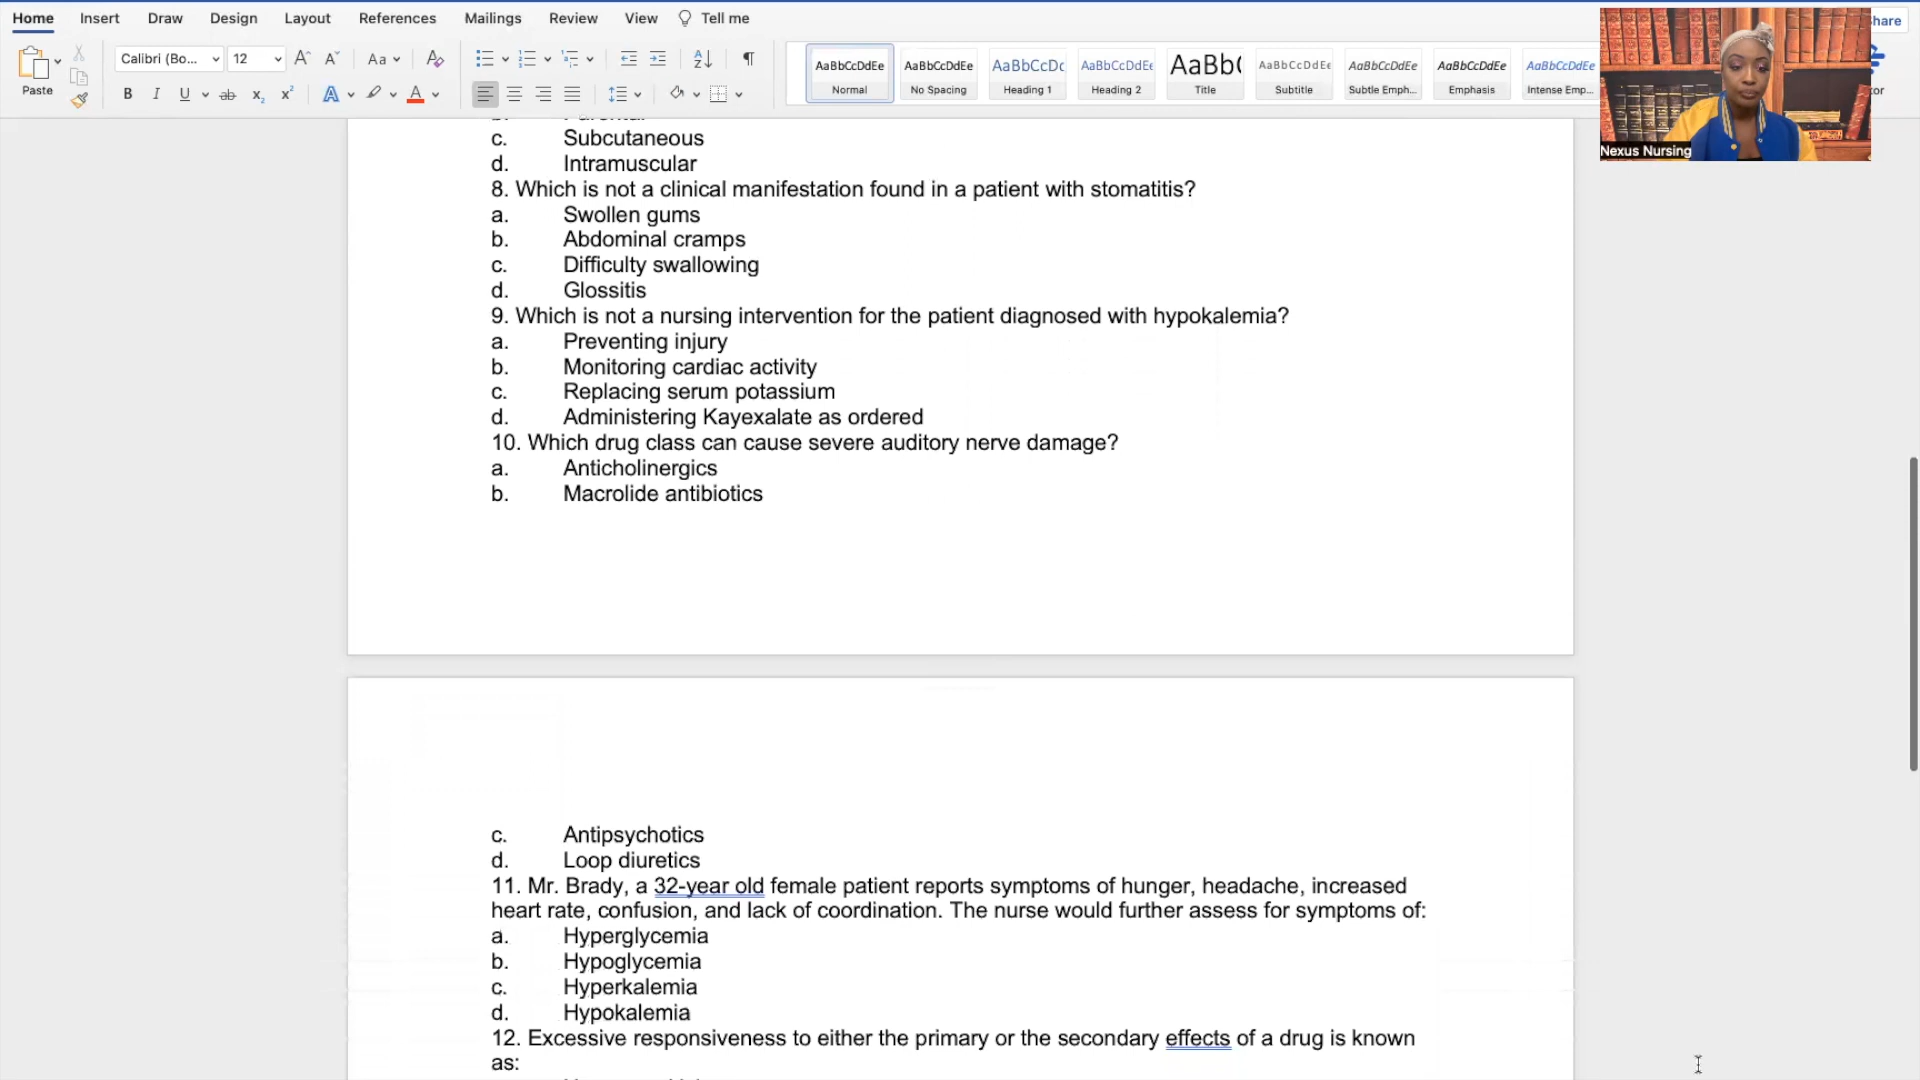 Home Insert Draw Design Layout References Mailings Review View Tell me
Share
Paste
Calibri (Bo... 12
Aa
B I U ab x₂ x² A A
AaBbCcDdEe AaBbCcDdEe AaBbCcDc AaBbCcDdEe AaBb( AaBbCcDdEe AaBbCcDdEe AaBbCcDdEe AaBbCcDdEe
Normal No Spacing Heading 1 Heading 2 Title Subtitle Subtle Emph... Emphasis Intense Emp...
Nexus Nursing
b.
c. Subcutaneous
d. Intramuscular
8. Which is not a clinical manifestation found in a patient with stomatitis?
a. Swollen gums
b. Abdominal cramps
c. Difficulty swallowing
d. Glossitis
9. Which is not a nursing intervention for the patient diagnosed with hypokalemia?
a. Preventing injury
b. Monitoring cardiac activity
c. Replacing serum potassium
d. Administering Kayexalate as ordered
10. Which drug class can cause severe auditory nerve damage?
a. Anticholinergics
b. Macrolide antibiotics
c. Antipsychotics
d. Loop diuretics
11. Mr. Brady, a 32-year old female patient reports symptoms of hunger, headache, increased
heart rate, confusion, and lack of coordination. The nurse would further assess for symptoms of:
a. Hyperglycemia
b. Hypoglycemia
c. Hyperkalemia
d. Hypokalemia
12. Excessive responsiveness to either the primary or the secondary effects of a drug is known
as: